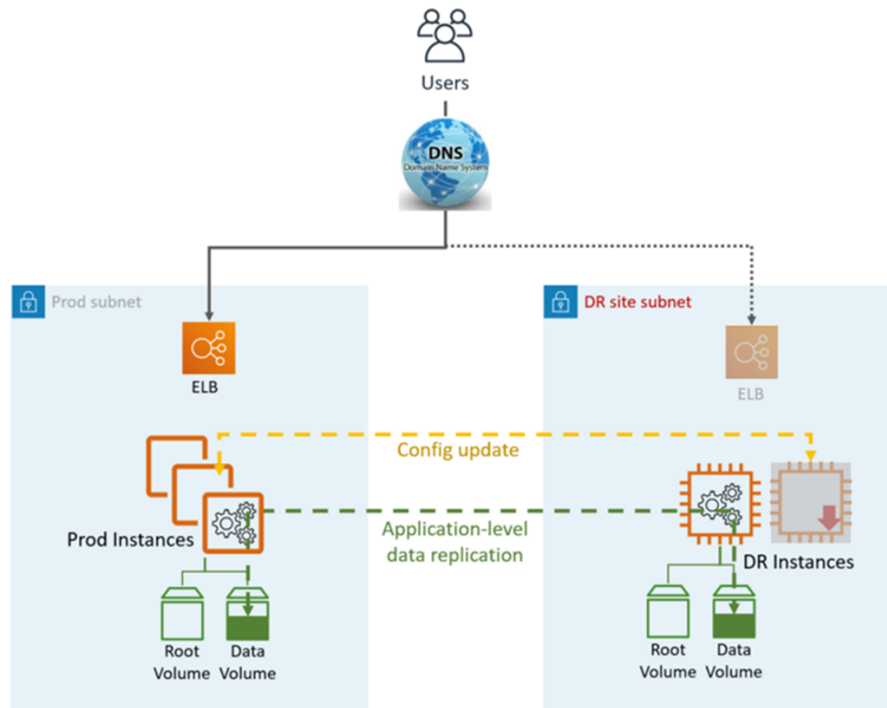 Users
DNS
Domain Name System
Prod subnet
DR site subnet
ELB
ELB
Config update
Prod Instances
Application-level
data replication
DR Instances
Root
Volume
Data
Volume
Root
Volume
Data
Volume